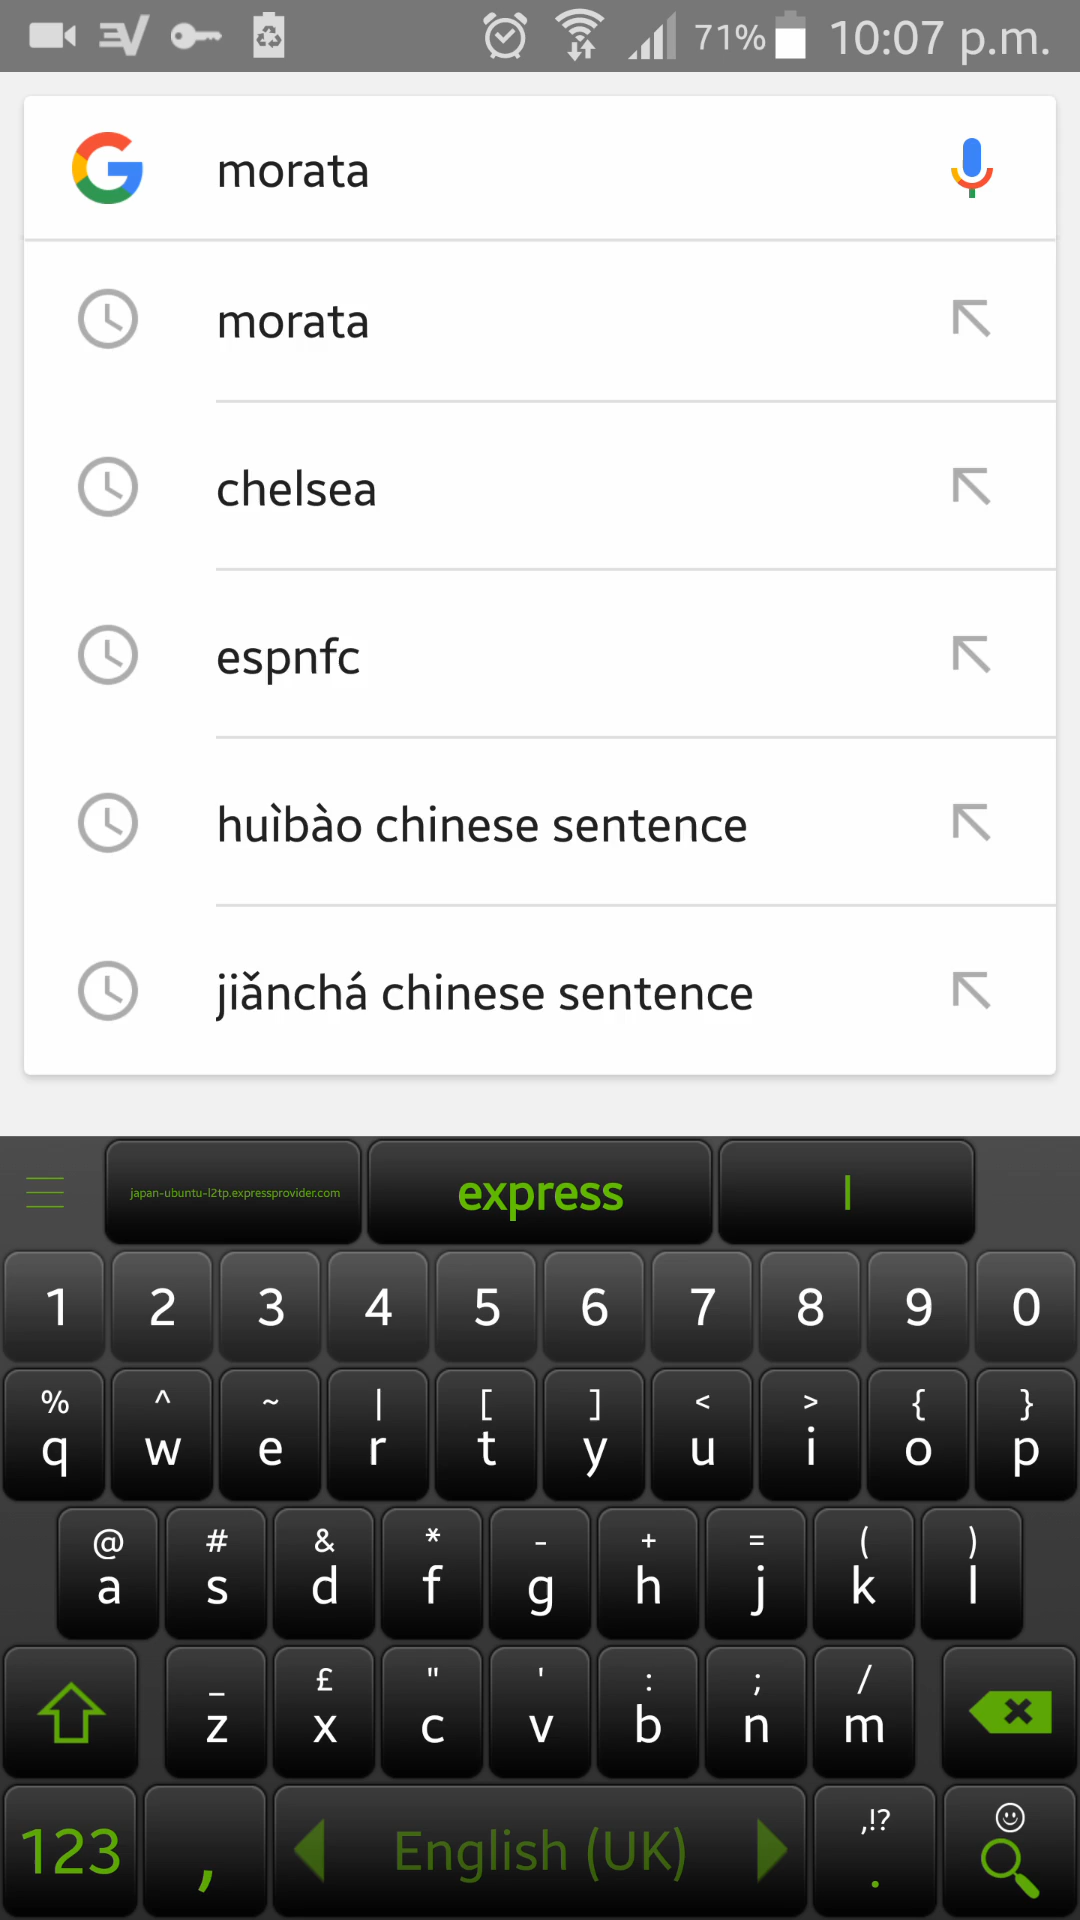 71% 10:07 p.m.
morata
morata
chelsea
espnfc
huìbào chinese sentence
jiǎnchá chinese sentence
japan-ubuntu-l2tp.expressprovider.com express I
1 2 3 4 5 6 7 8 9 0
% ^ ~ | [ ] < > { }
q w e r t y u i o p
@ # & * - + = ( )
a s d f g h j k l
_ £ " ' : ; /
z x c v b n m
,!?
123 , English (UK) .